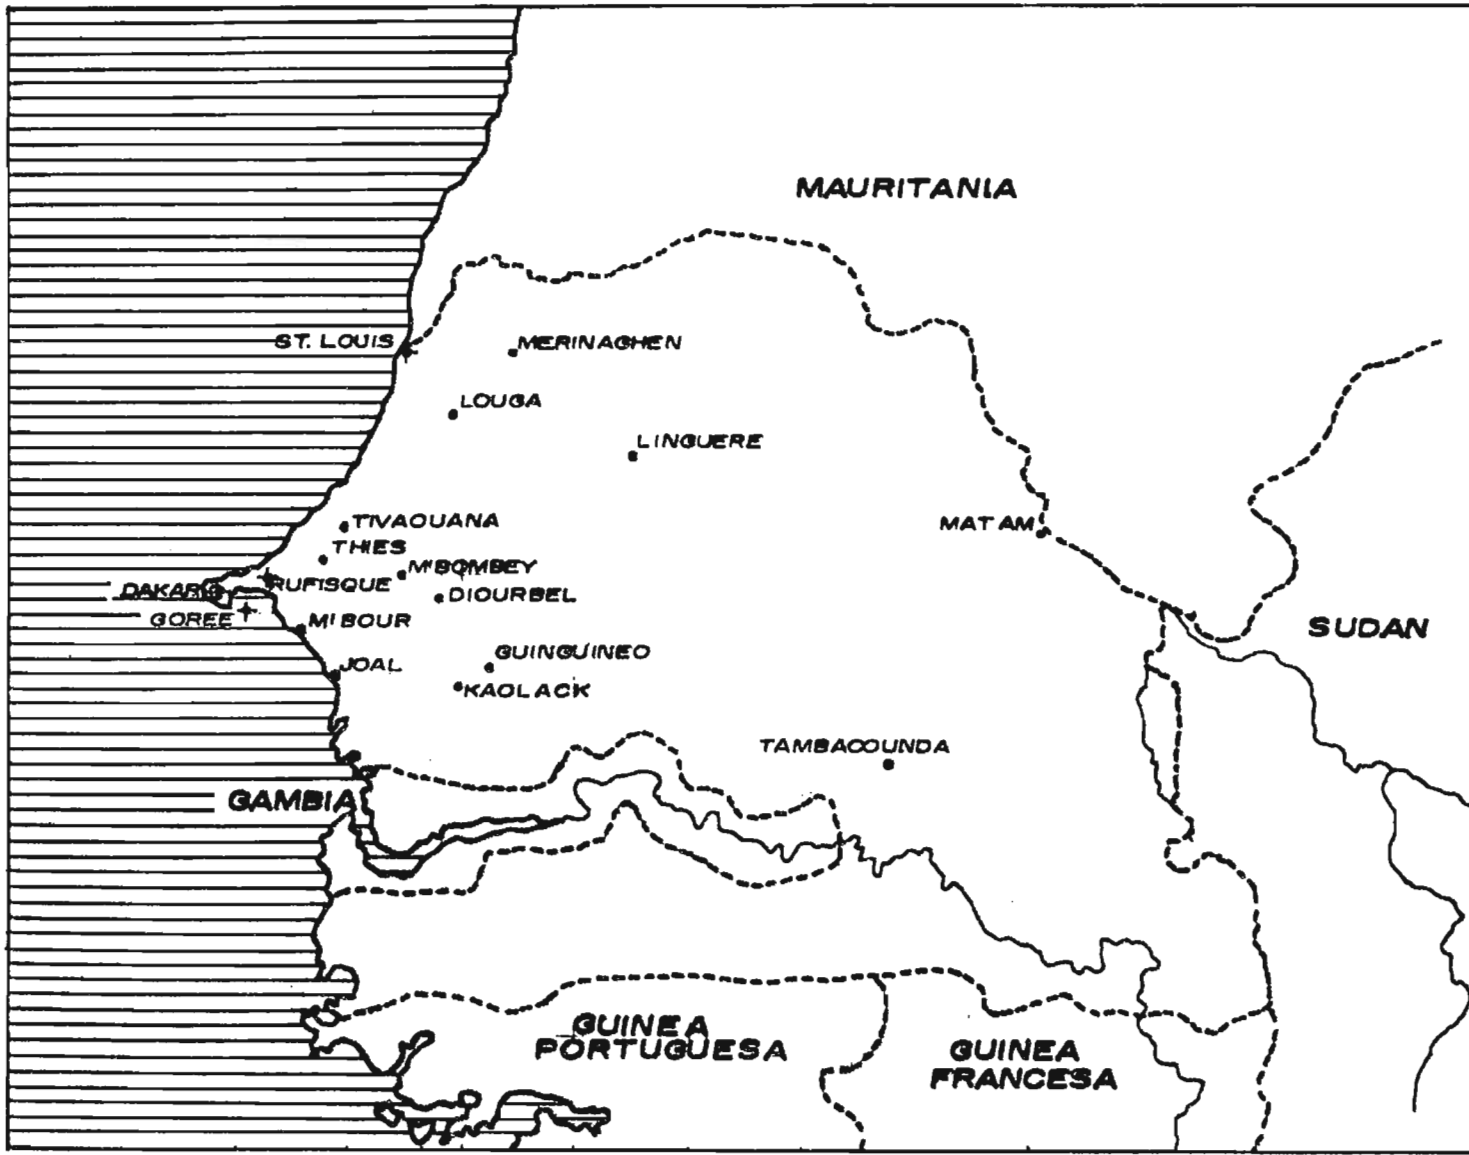 MAURITANIA
ST. LOUIS
MERINAGHEN
LOUGA
LINGUERE
TIVAOUANA
MATAM
THIES
M'BOMBEY
DAKAR
RUFISQUE
DIOURBEL
GOREE
M'BOUR
SUDAN
GUINGUINEO
JOAL
KAOLACK
TAMBACOUNDA
GAMBIA
GUINEA
PORTUGUESA
GUINEA
FRANCESA